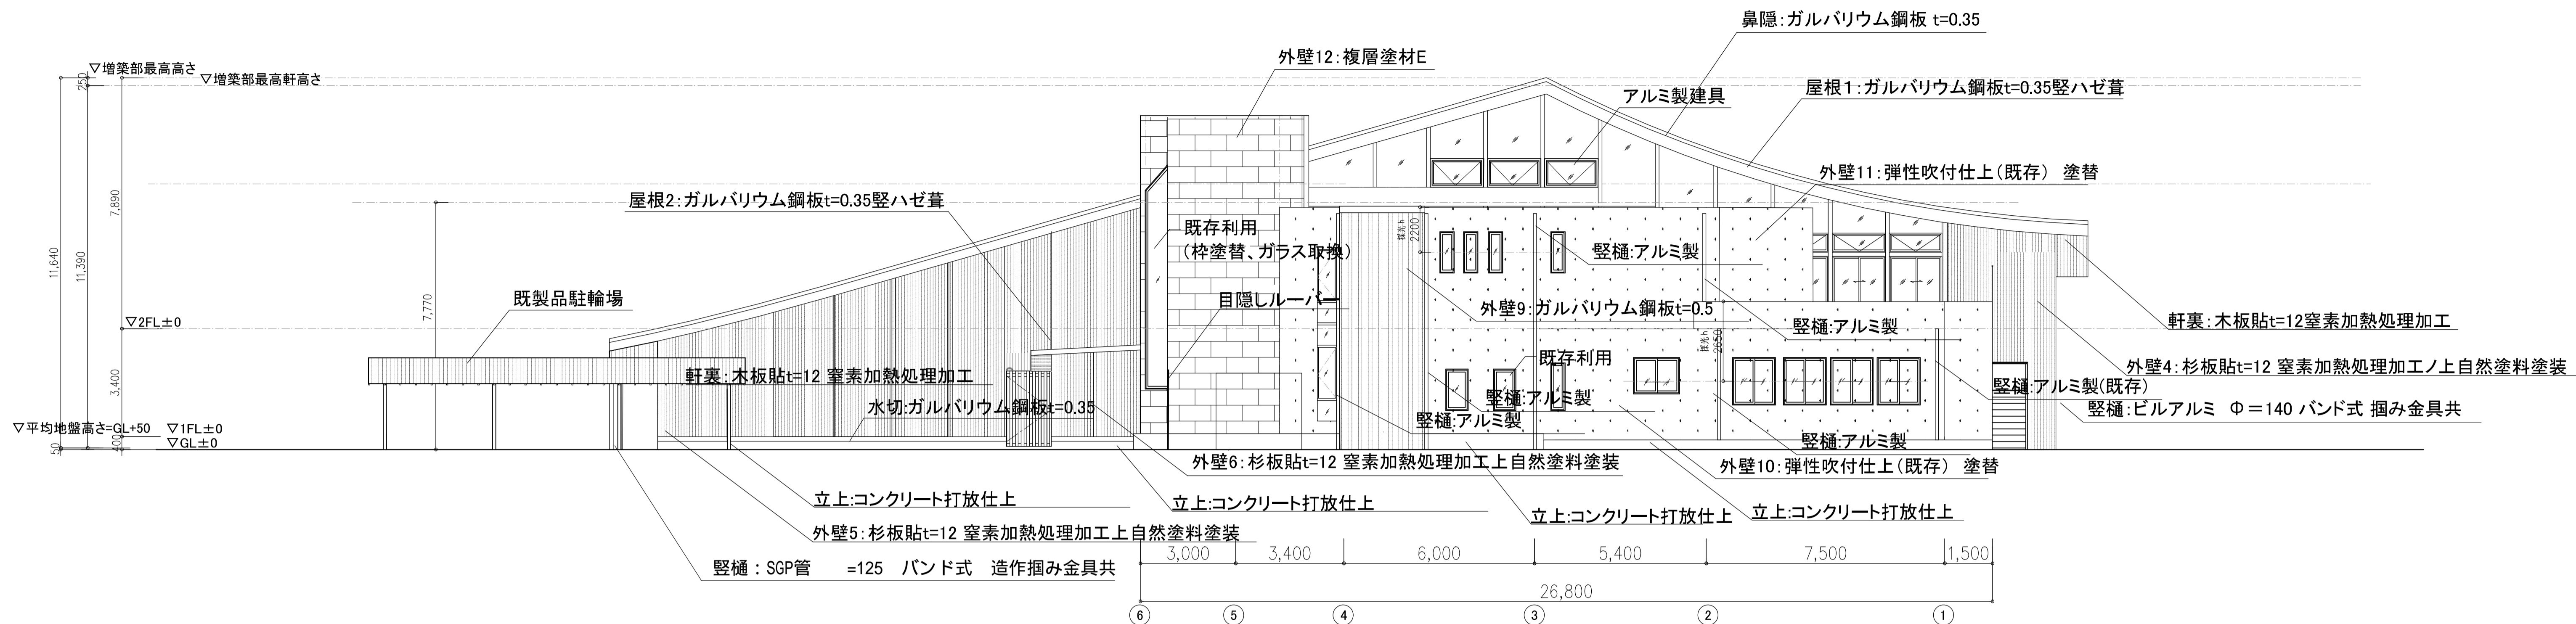 鼻隠:ガルバリウム鋼板 t=0.35
外壁12:複層塗材E
▽増築部最高高さ
▽増築部最高軒高さ
250
屋根1:ガルバリウム鋼板t=0.35竪ハゼ葺
アルミ製建具
外壁11:弾性吹付仕上(既存) 塗替
屋根2:ガルバリウム鋼板t=0.35竪ハゼ葺
7,890
既存利用
(枠塗替、ガラス取換)
採光h
2200
竪樋:アルミ製
11,640
11,390
既製品駐輪場
7,770
目隠しルーバー
外壁9:ガルバリウム鋼板t=0.5
▽2FL±0
竪樋:アルミ製
軒裏:木板貼t=12窒素加熱処理加工
採光h
2650
既存利用
外壁4:杉板貼t=12 窒素加熱処理加工ノ上自然塗料塗装
軒裏:木板貼t=12 窒素加熱処理加工
3,400
竪樋:アルミ製(既存)
竪樋:アルミ製
水切:ガルバリウム鋼板t=0.35
竪樋:ビルアルミ Φ=140 バンド式 掴み金具共
竪樋:アルミ製
▽平均地盤高さ=GL+50
▽1FL±0
▽GL±0
50
400
竪樋:アルミ製
外壁6:杉板貼t=12 窒素加熱処理加工上自然塗料塗装
外壁10:弾性吹付仕上(既存) 塗替
立上:コンクリート打放仕上
立上:コンクリート打放仕上
立上:コンクリート打放仕上
立上:コンクリート打放仕上
外壁5:杉板貼t=12 窒素加熱処理加工上自然塗料塗装
3,000
3,400
6,000
5,400
7,500
1,500
竪樋:SGP管 =125 バンド式 造作掴み金具共
26,800
6
5
4
3
2
1